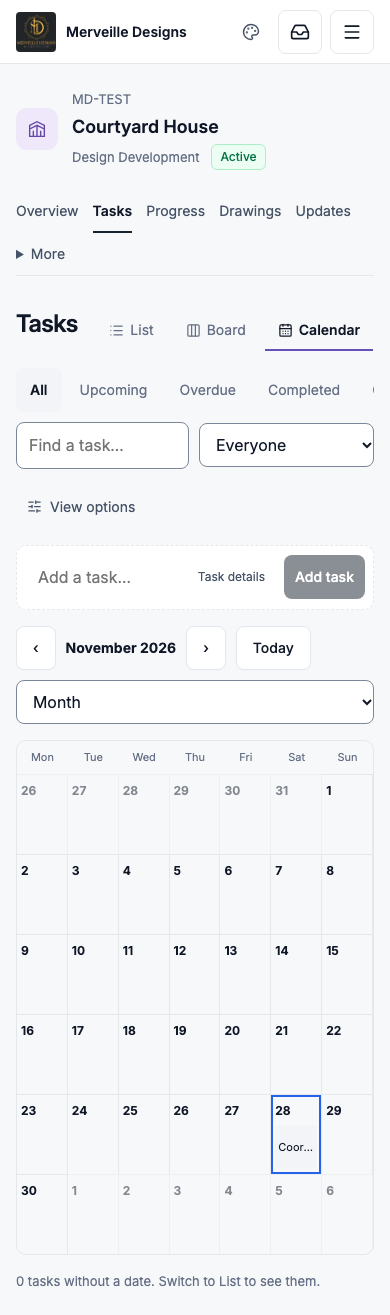 MERVEILLE DESIGNS
Merveille Designs
MD-TEST
Courtyard House
Design Development Active
Overview Tasks Progress Drawings Updates
More
Tasks List Board Calendar
All Upcoming Overdue Completed
Find a task... Everyone
View options
Add a task... Task details Add task
‹ November 2026 › Today
Month
Mon Tue Wed Thu Fri Sat Sun
26 27 28 29 30 31 1
2 3 4 5 6 7 8
9 10 11 12 13 14 15
16 17 18 19 20 21 22
23 24 25 26 27 28 29
Coor...
30 1 2 3 4 5 6
0 tasks without a date. Switch to List to see them.